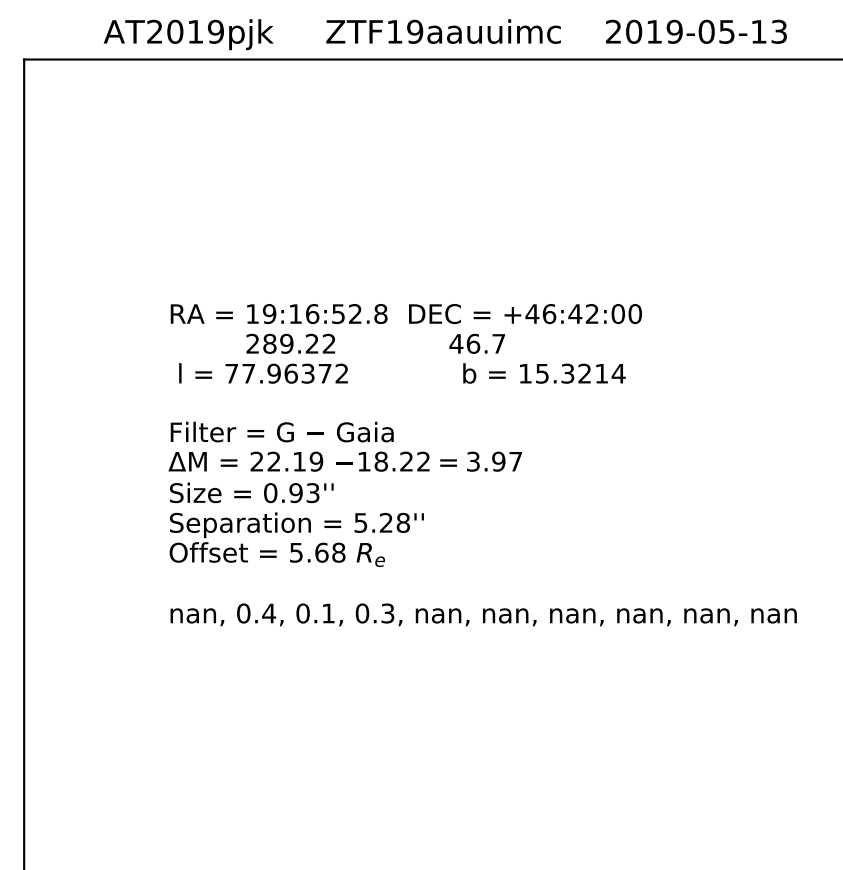 AT2019pjk ZTF19aauuimc 2019-05-13
RA = 19:16:52.8 DEC = +46:42:00
289.22 46.7
l = 77.96372 b = 15.3214
Filter = G − Gaia
ΔM = 22.19 −18.22 = 3.97
Size = 0.93''
Separation = 5.28''
Offset = 5.68 Re
nan, 0.4, 0.1, 0.3, nan, nan, nan, nan, nan, nan